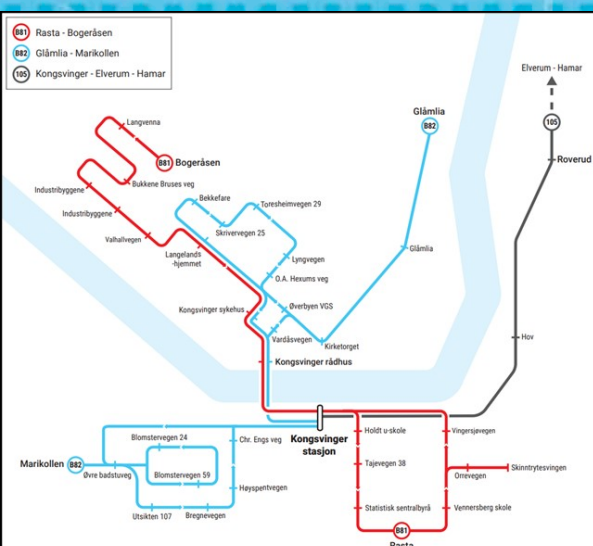 B81 Rasta - Bogeråsen
B82 Glåmlia - Marikollen
105 Kongsvinger - Elverum - Hamar
Elverum - Hamar
105
Roverud
Glåmlia
B82
Langvenna
B81 Bogeråsen
Bukkene Bruses veg
Industribyggene
Industribyggene
Valhallvegen
Langelands
-hjemmet
Bekkefare
Toresheimvegen 29
Skrivervegen 25
Lyngvegen
O.A. Hexums veg
Glåmlia
Kongsvinger sykehus
Øverbyen VGS
Vardåsvegen
Kirketorget
Hov
Kongsvinger rådhus
Kongsvinger
stasjon
Holdt u-skole
Vingersjøvegen
Blomstervegen 24
Chr. Engs veg
Marikollen B82
Øvre badstuveg
Blomstervegen 59
Høyspentvegen
Utsikten 107
Bregnevegen
Tajevegen 38
Orrevegen
Skinntrytesvingen
Statistisk sentralbyrå
Vennersberg skole
B81
Rasta